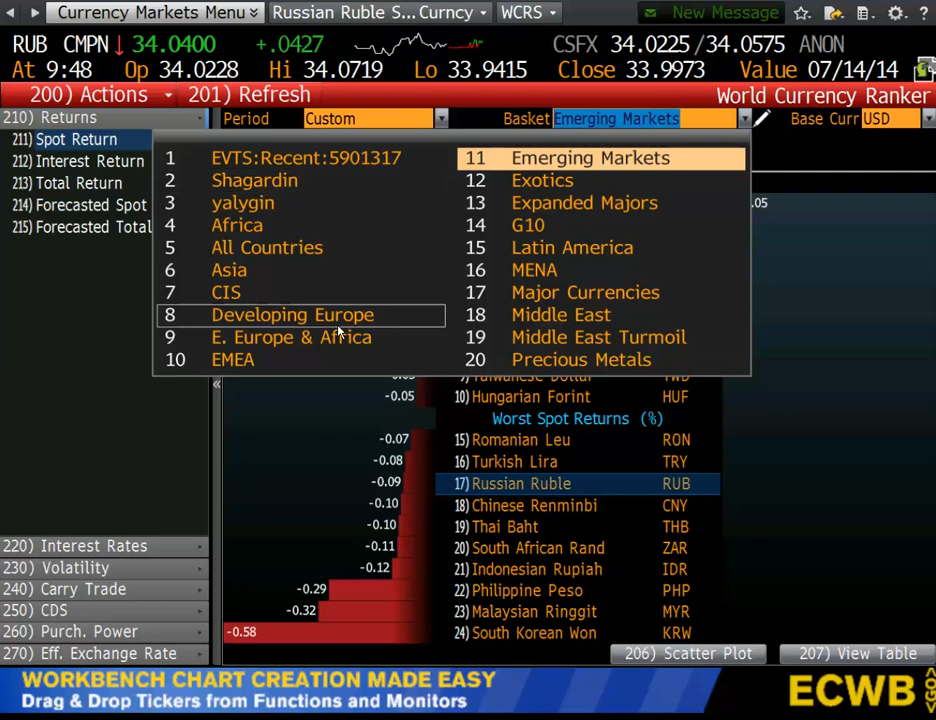 Currency Markets Menu Russian Ruble S...Curncy WCRS New Message
RUB CMPN 34.0400 +.0427 CSFX 34.0225/34.0575 ANON
At 9:48 Op 34.0228 Hi 34.0719 Lo 33.9415 Close 33.9973 Value 07/14/14
200) Actions 201) Refresh World Currency Ranker
210) Returns Period Custom Basket Emerging Markets Base Curr USD
211) Spot Return
212) Interest Return
213) Total Return
214) Forecasted Spot
215) Forecasted Total
1 EVTS:Recent:5901317
2 Shagardin
3 yalygin
4 Africa
5 All Countries
6 Asia
7 CIS
8 Developing Europe
9 E. Europe & Africa
10 EMEA
11 Emerging Markets
12 Exotics
13 Expanded Majors
14 G10
15 Latin America
16 MENA
17 Major Currencies
18 Middle East
19 Middle East Turmoil
20 Precious Metals
.05
-0.05 10) Hungarian Forint HUF
Worst Spot Returns (%)
-0.07 15) Romanian Leu RON
-0.08 16) Turkish Lira TRY
-0.09 17) Russian Ruble RUB
-0.10 18) Chinese Renminbi CNY
-0.10 19) Thai Baht THB
-0.11 20) South African Rand ZAR
-0.12 21) Indonesian Rupiah IDR
-0.29 22) Philippine Peso PHP
-0.32 23) Malaysian Ringgit MYR
-0.58 24) South Korean Won KRW
220) Interest Rates
230) Volatility
240) Carry Trade
250) CDS
260) Purch. Power
270) Eff. Exchange Rate
206) Scatter Plot 207) View Table
WORKBENCH CHART CREATION MADE EASY
Drag & Drop Tickers from Functions and Monitors
ECWB
GO